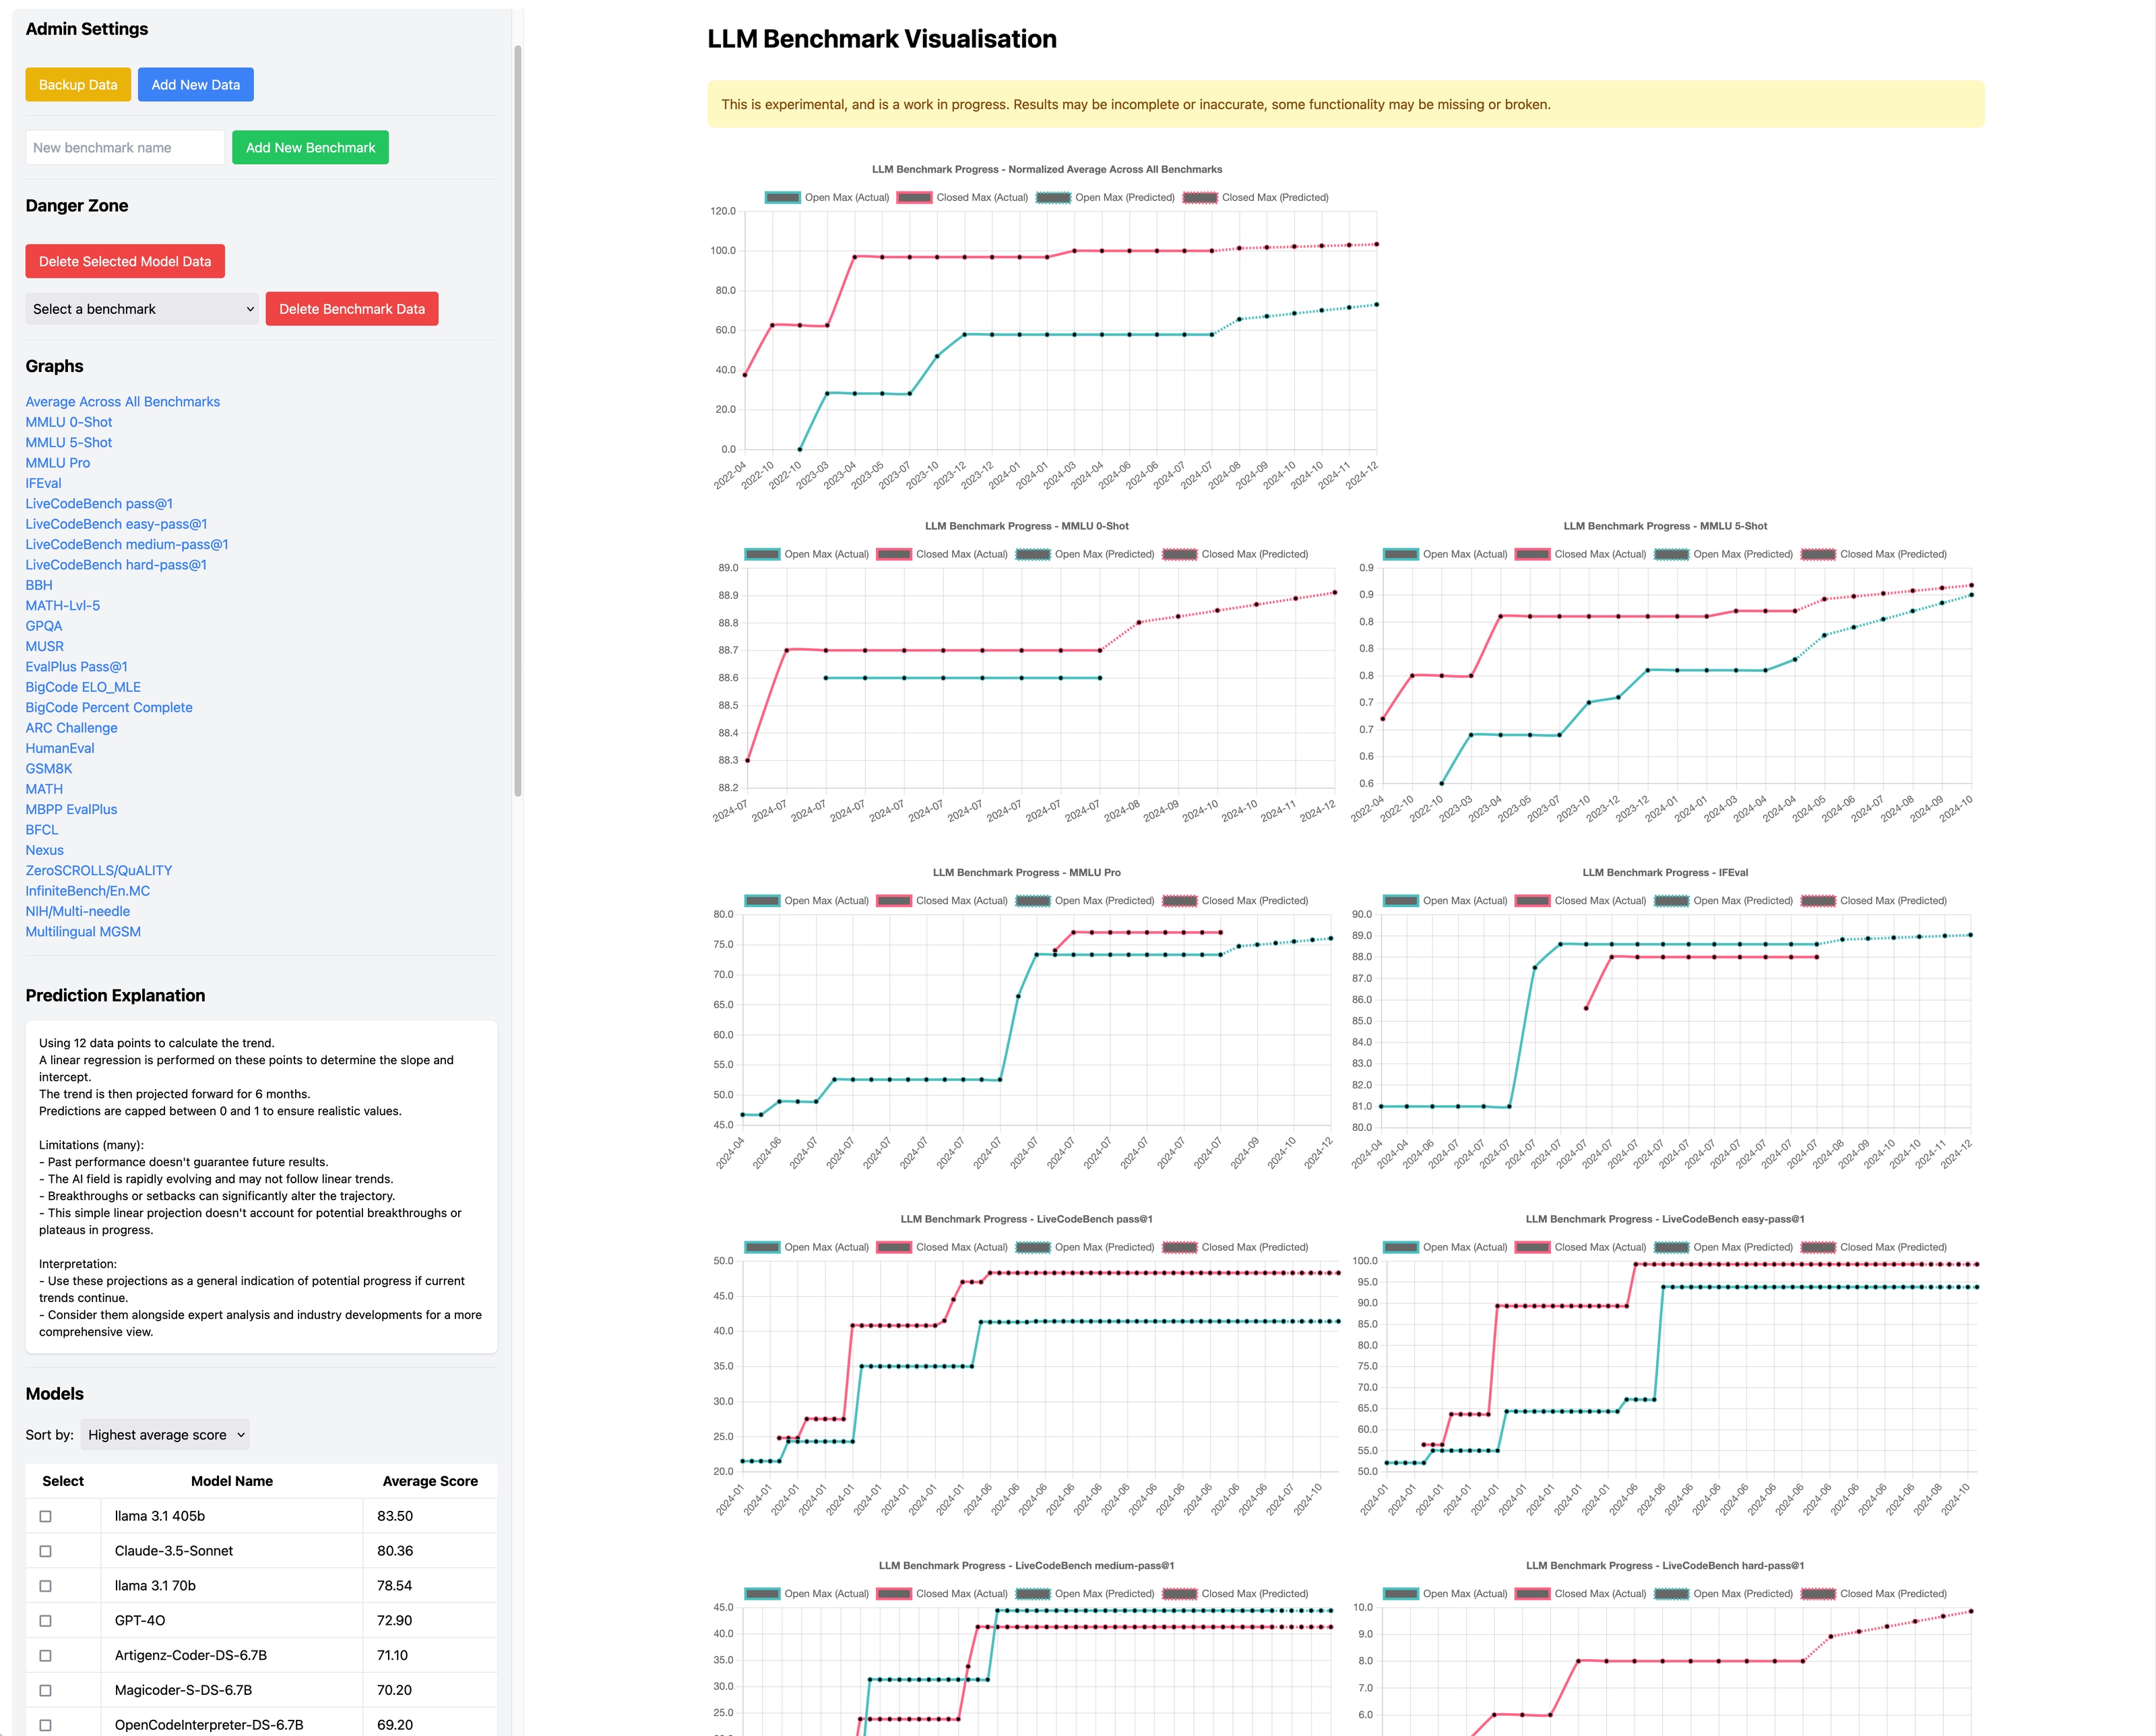 Admin Settings
Backup Data
Add New Data
New benchmark name
Add New Benchmark
Danger Zone
Delete Selected Model Data
Select a benchmark
Delete Benchmark Data
Graphs
Average Across All Benchmarks
MMLU 0-Shot
MMLU 5-Shot
MMLU Pro
IFEval
LiveCodeBench pass@1
LiveCodeBench easy-pass@1
LiveCodeBench medium-pass@1
LiveCodeBench hard-pass@1
BBH
MATH-Lvl-5
GPQA
MUSR
EvalPlus Pass@1
BigCode ELO_MLE
BigCode Percent Complete
ARC Challenge
HumanEval
GSM8K
MATH
MBPP EvalPlus
BFCL
Nexus
ZeroSCROLLS/QuALITY
InfiniteBench/En.MC
NIH/Multi-needle
Multilingual MGSM
Prediction Explanation
Using 12 data points to calculate the trend.
A linear regression is performed on these points to determine the slope and
intercept.
The trend is then projected forward for 6 months.
Predictions are capped between 0 and 1 to ensure realistic values.
Limitations (many):
- Past performance doesn't guarantee future results.
- The AI field is rapidly evolving and may not follow linear trends.
- Breakthroughs or setbacks can significantly alter the trajectory.
- This simple linear projection doesn't account for potential breakthroughs or
plateaus in progress.
Interpretation:
- Use these projections as a general indication of potential progress if current
trends continue.
- Consider them alongside expert analysis and industry developments for a more
comprehensive view.
Models
Sort by: Highest average score
Select Model Name Average Score
llama 3.1 405b 83.50
Claude-3.5-Sonnet 80.36
llama 3.1 70b 78.54
GPT-4O 72.90
Artigenz-Coder-DS-6.7B 71.10
Magicoder-S-DS-6.7B 70.20
OpenCodeInterpreter-DS-6.7B 69.20
LLM Benchmark Visualisation
This is experimental, and is a work in progress. Results may be incomplete or inaccurate, some functionality may be missing or broken.
LLM Benchmark Progress - Normalized Average Across All Benchmarks
Open Max (Actual) Closed Max (Actual) Open Max (Predicted) Closed Max (Predicted)
120.0
100.0
80.0
60.0
40.0
20.0
0.0
2022-04 2022-10 2022-10 2023-03 2023-04 2023-05 2023-07 2023-10 2023-12 2023-12 2024-01 2024-01 2024-03 2024-04 2024-06 2024-06 2024-07 2024-07 2024-08 2024-09 2024-10 2024-10 2024-11 2024-12
LLM Benchmark Progress - MMLU 0-Shot
Open Max (Actual) Closed Max (Actual) Open Max (Predicted) Closed Max (Predicted)
89.0
88.9
88.8
88.7
88.6
88.5
88.4
88.3
88.2
2024-07 2024-07 2024-07 2024-07 2024-07 2024-07 2024-07 2024-07 2024-07 2024-07 2024-08 2024-09 2024-10 2024-10 2024-11 2024-12
LLM Benchmark Progress - MMLU 5-Shot
Open Max (Actual) Closed Max (Actual) Open Max (Predicted) Closed Max (Predicted)
0.9
0.9
0.8
0.8
0.8
0.7
0.7
0.6
0.6
2022-04 2022-10 2022-10 2023-03 2023-04 2023-05 2023-07 2023-10 2023-12 2023-12 2024-01 2024-01 2024-03 2024-04 2024-04 2024-05 2024-06 2024-07 2024-08 2024-09 2024-10
LLM Benchmark Progress - MMLU Pro
Open Max (Actual) Closed Max (Actual) Open Max (Predicted) Closed Max (Predicted)
80.0
75.0
70.0
65.0
60.0
55.0
50.0
45.0
2024-04 2024-06 2024-07 2024-07 2024-07 2024-07 2024-07 2024-07 2024-07 2024-07 2024-07 2024-07 2024-07 2024-07 2024-09 2024-10 2024-12
LLM Benchmark Progress - IFEval
Open Max (Actual) Closed Max (Actual) Open Max (Predicted) Closed Max (Predicted)
90.0
89.0
88.0
87.0
86.0
85.0
84.0
83.0
82.0
81.0
80.0
2024-04 2024-04 2024-06 2024-07 2024-07 2024-07 2024-07 2024-07 2024-07 2024-07 2024-07 2024-07 2024-07 2024-07 2024-07 2024-07 2024-07 2024-07 2024-08 2024-09 2024-10 2024-10 2024-11 2024-12
LLM Benchmark Progress - LiveCodeBench pass@1
Open Max (Actual) Closed Max (Actual) Open Max (Predicted) Closed Max (Predicted)
50.0
45.0
40.0
35.0
30.0
25.0
20.0
2024-01 2024-01 2024-01 2024-01 2024-01 2024-01 2024-01 2024-01 2024-01 2024-06 2024-06 2024-06 2024-06 2024-06 2024-06 2024-06 2024-06 2024-06 2024-06 2024-06 2024-07 2024-10
LLM Benchmark Progress - LiveCodeBench easy-pass@1
Open Max (Actual) Closed Max (Actual) Open Max (Predicted) Closed Max (Predicted)
100.0
95.0
90.0
85.0
80.0
75.0
70.0
65.0
60.0
55.0
50.0
2024-01 2024-01 2024-01 2024-01 2024-01 2024-01 2024-01 2024-01 2024-01 2024-06 2024-06 2024-06 2024-06 2024-06 2024-06 2024-06 2024-06 2024-06 2024-06 2024-06 2024-08 2024-10
LLM Benchmark Progress - LiveCodeBench medium-pass@1
Open Max (Actual) Closed Max (Actual) Open Max (Predicted) Closed Max (Predicted)
45.0
40.0
35.0
30.0
25.0
LLM Benchmark Progress - LiveCodeBench hard-pass@1
Open Max (Actual) Closed Max (Actual) Open Max (Predicted) Closed Max (Predicted)
10.0
9.0
8.0
7.0
6.0